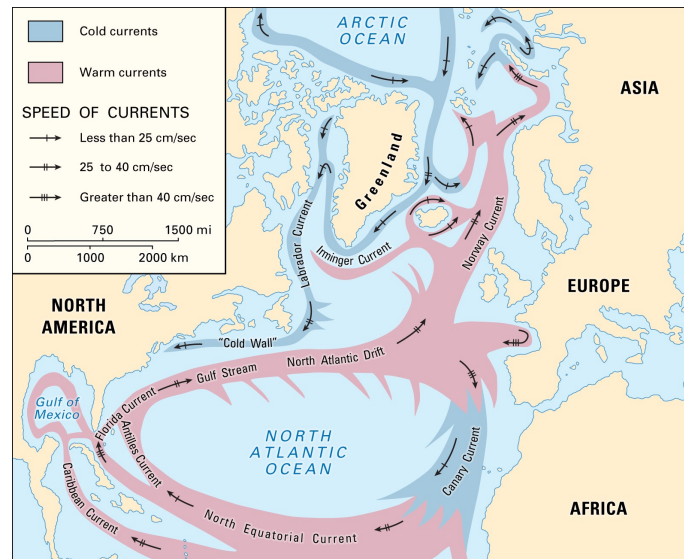 Cold currents
Warm currents
SPEED OF CURRENTS
Less than 25 cm/sec
25 to 40 cm/sec
Greater than 40 cm/sec
0 750 1500 mi
0 1000 2000 km
ARCTIC
OCEAN
ASIA
Greenland
Labrador Current
Irminger Current
Norway Current
EUROPE
NORTH
AMERICA
"Cold Wall"
North Atlantic Drift
Gulf Stream
Gulf of
Mexico
Florida Current
Antilles Current
NORTH
ATLANTIC
OCEAN
Canary Current
Caribbean Current
North Equatorial Current
AFRICA